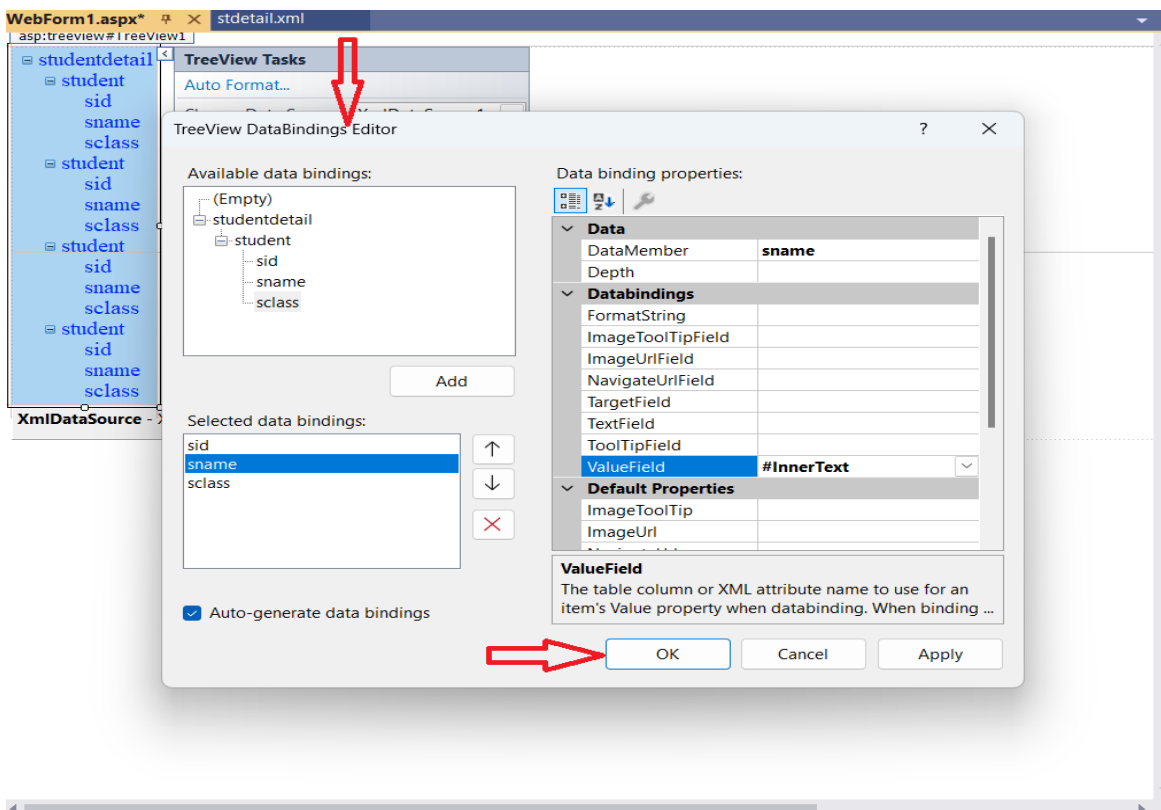 WebForm1.aspx*
stdetail.xml
asp:treeview#TreeView1
studentdetail
student
sid
sname
sclass
student
sid
sname
sclass
student
sid
sname
sclass
student
sid
sname
sclass
XmlDataSource -
TreeView Tasks
Auto Format...
TreeView DataBindings Editor
?
Available data bindings:
(Empty)
studentdetail
student
sid
sname
sclass
Add
Selected data bindings:
sid
sname
sclass
Auto-generate data bindings
Data binding properties:
Data
DataMember sname
Depth
Databindings
FormatString
ImageToolTipField
ImageUrlField
NavigateUrlField
TargetField
TextField
ToolTipField
ValueField #InnerText
Default Properties
ImageToolTip
ImageUrl
ValueField
The table column or XML attribute name to use for an
item's Value property when databinding. When binding ...
OK Cancel Apply